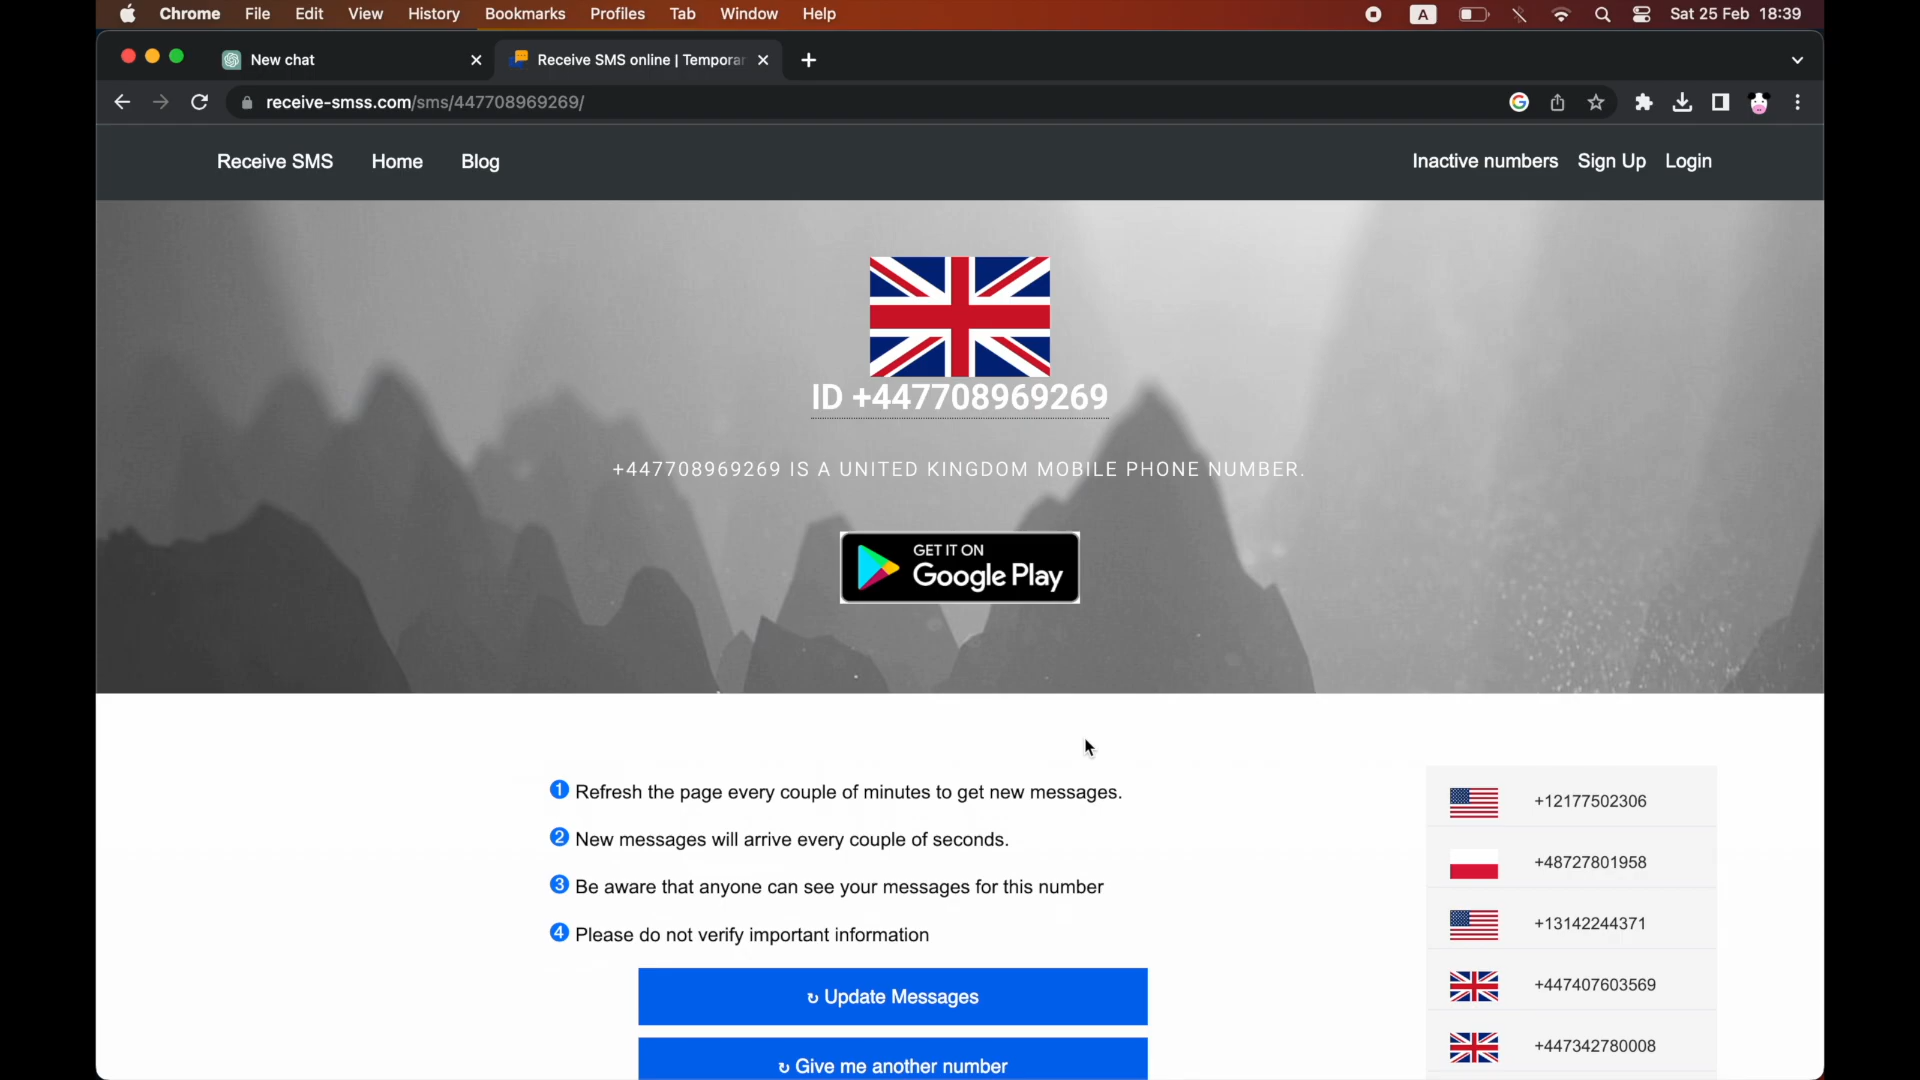 Chrome File Edit View History Bookmarks Profiles Tab Window Help A Sat 25 Feb 18:39
New chat Receive SMS online | Tempora
receive-smss.com/sms/447708969269/
Receive SMS Home Blog Inactive numbers Sign Up Login
ID +447708969269
+447708969269 IS A UNITED KINGDOM MOBILE PHONE NUMBER.
GET IT ON
Google Play
1 Refresh the page every couple of minutes to get new messages.
2 New messages will arrive every couple of seconds.
3 Be aware that anyone can see your messages for this number
4 Please do not verify important information
↻ Update Messages
↻ Give me another number
+12177502306
+48727801958
+13142244371
+447407603569
+447342780008